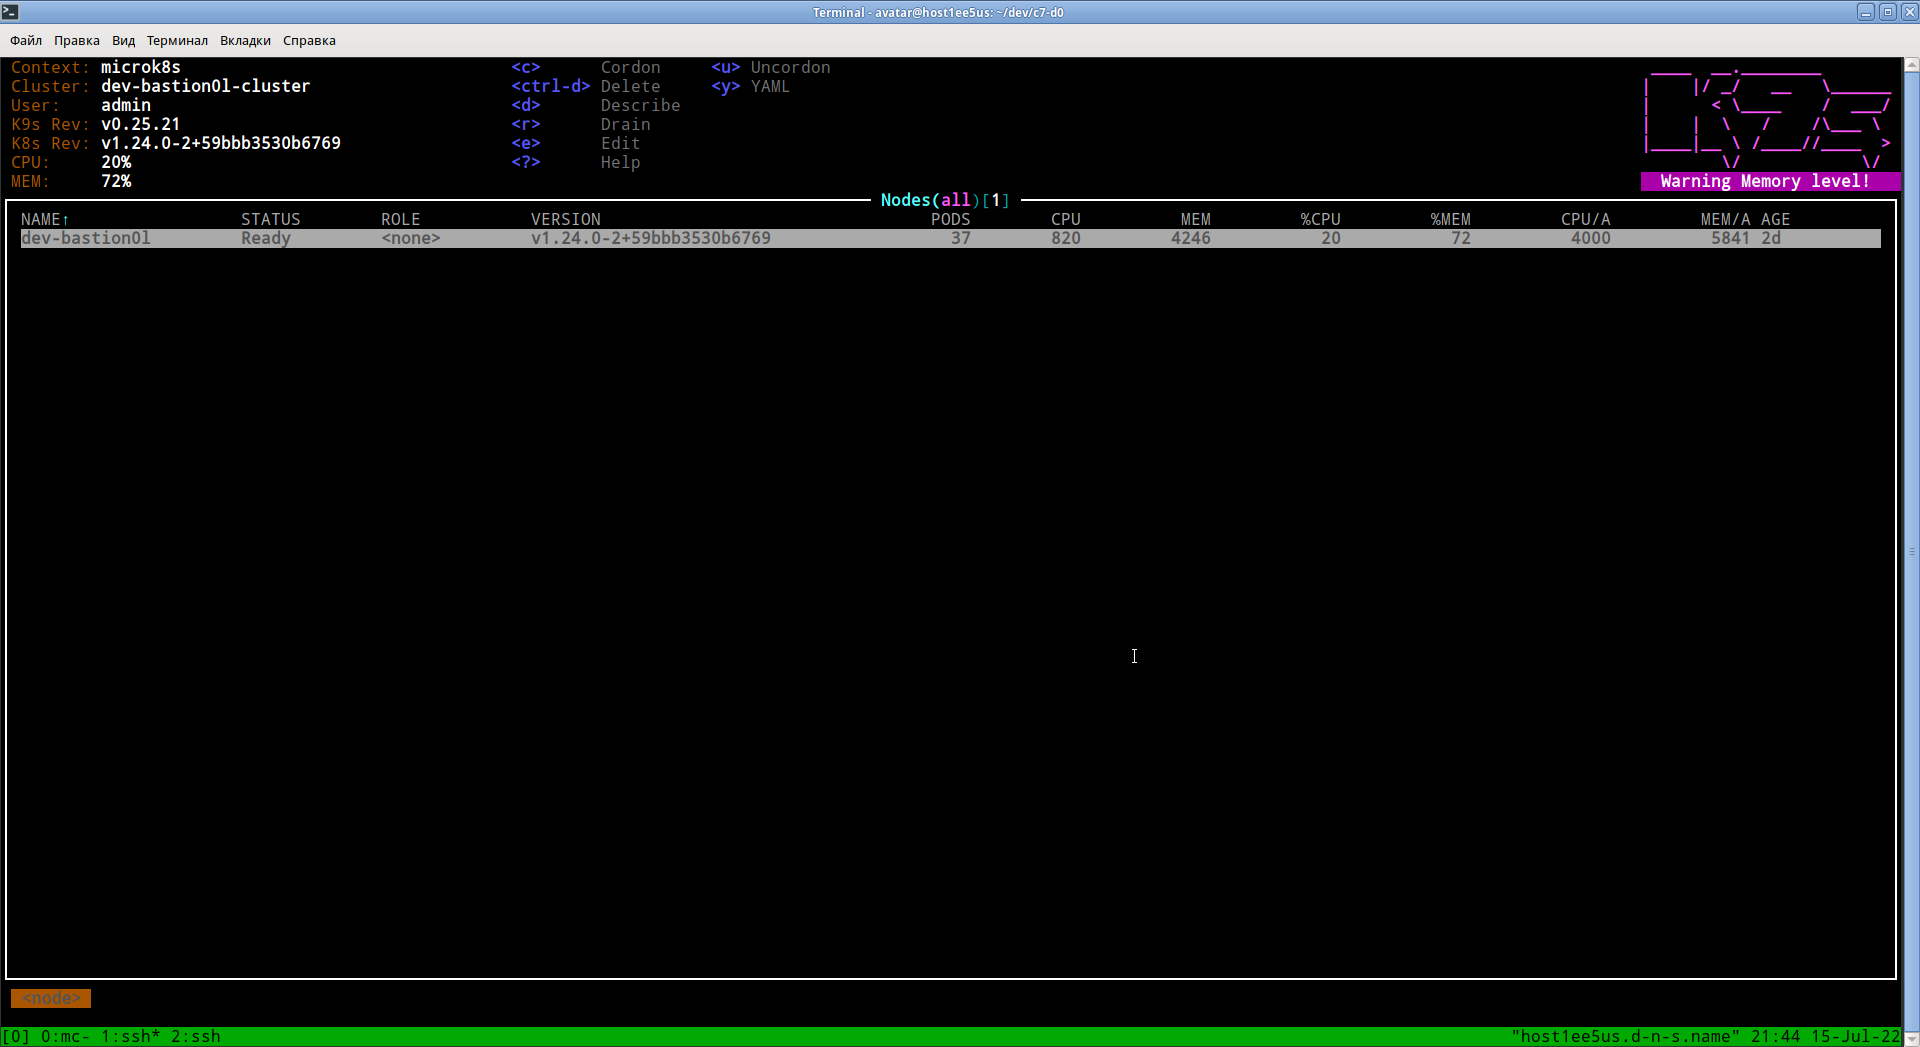 Terminal - avatar@host1ee5us: ~/dev/c7-d0
Файл Правка Вид Терминал Вкладки Справка
Context: microk8s <c> Cordon <u> Uncordon
Cluster: dev-bastion0l-cluster <ctrl-d> Delete <y> YAML
User: admin <d> Describe
K9s Rev: v0.25.21 <r> Drain
K8s Rev: v1.24.0-2+59bbb3530b6769 <e> Edit
CPU: 20% <?> Help
MEM: 72%
K9s
Warning Memory level!
Nodes(all)[1]
NAME↑ STATUS ROLE VERSION PODS CPU MEM %CPU %MEM CPU/A MEM/A AGE
dev-bastion0l Ready <none> v1.24.0-2+59bbb3530b6769 37 820 4246 20 72 4000 5841 2d
<node>
[0] 0:mc- 1:ssh* 2:ssh "host1ee5us.d-n-s.name" 21:44 15-Jul-22